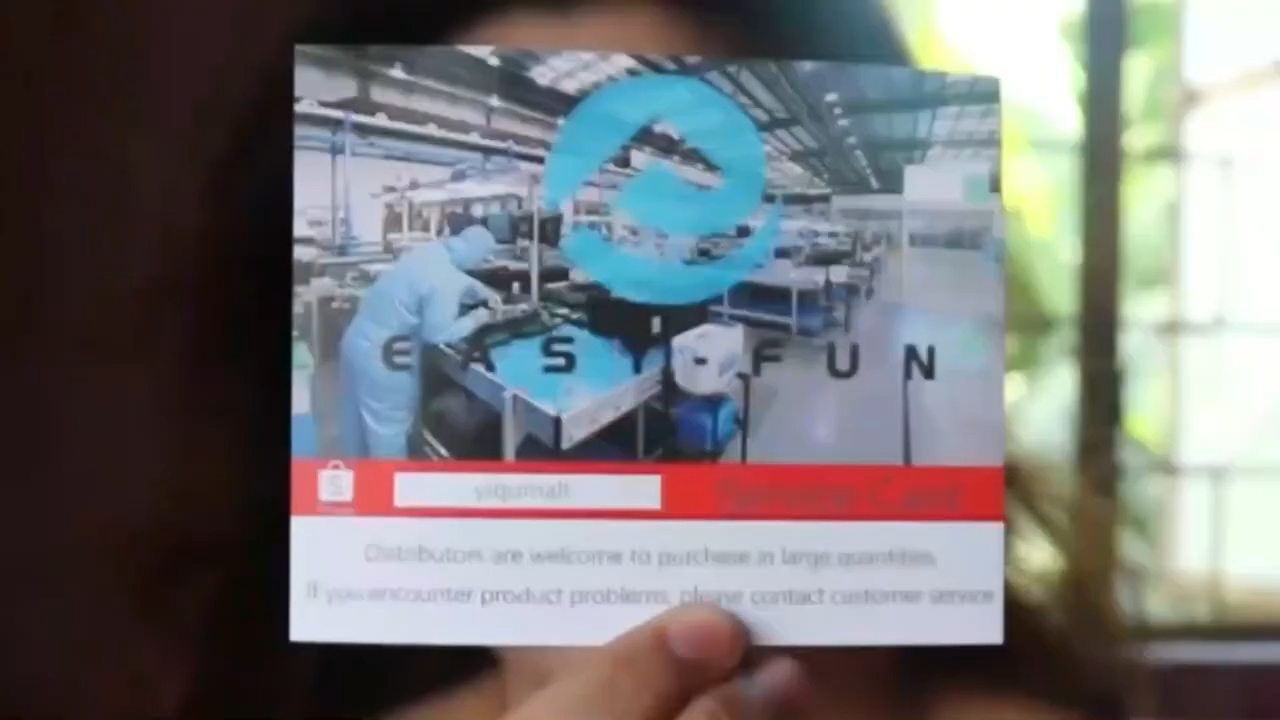 EASY-FUN
yiqumall
Service Card
Distributors are welcome to purchase in large quantities.
If you encounter product problems, please contact customer service